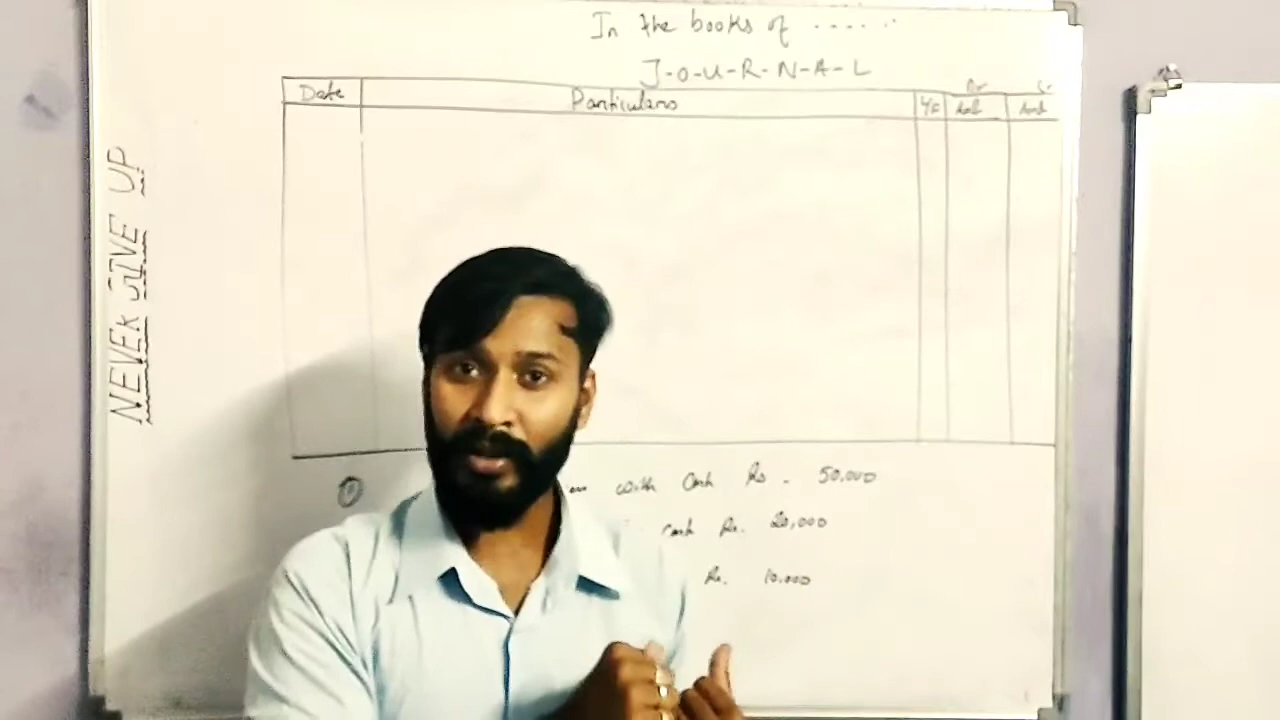 In the books of ......
J-O-U-R-N-A-L
Dr Cr
Date Particulars L/F Amt Amt
NEVER GIVE UP
① with Cash Rs. 50,000
cash Rs. 20,000
Rs. 10,000